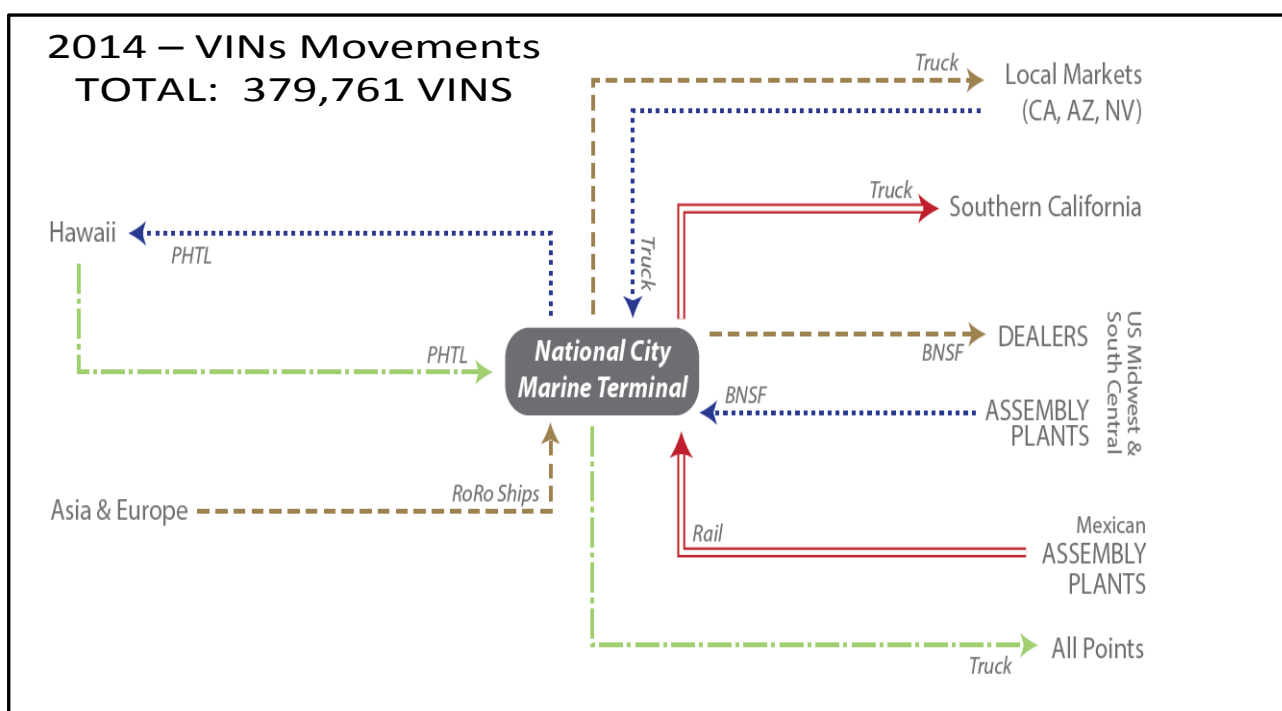 2014 – VINs Movements
TOTAL: 379,761 VINS
Truck
Local Markets
(CA, AZ, NV)
Truck
Truck
Southern California
Hawaii
PHTL
PHTL
National City
Marine Terminal
BNSF
DEALERS
BNSF
ASSEMBLY
PLANTS
US Midwest &
South Central
Asia & Europe
RoRo Ships
Rail
Mexican
ASSEMBLY
PLANTS
Truck
All Points